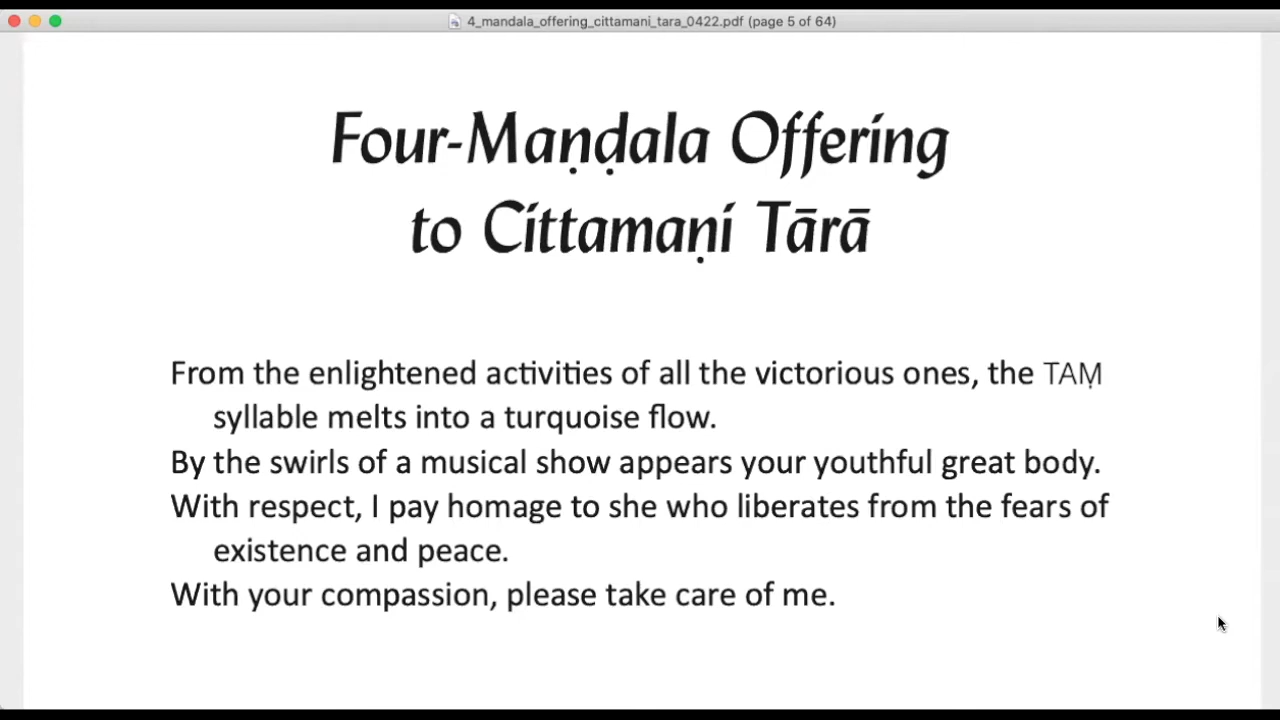 4_mandala_offering_cittamani_tara_0422.pdf (page 5 of 64)
Four-Maṇḍala Offering
to Cittamaṇi Tārā
From the enlightened activities of all the victorious ones, the TAṂ
syllable melts into a turquoise flow.
By the swirls of a musical show appears your youthful great body.
With respect, I pay homage to she who liberates from the fears of
existence and peace.
With your compassion, please take care of me.